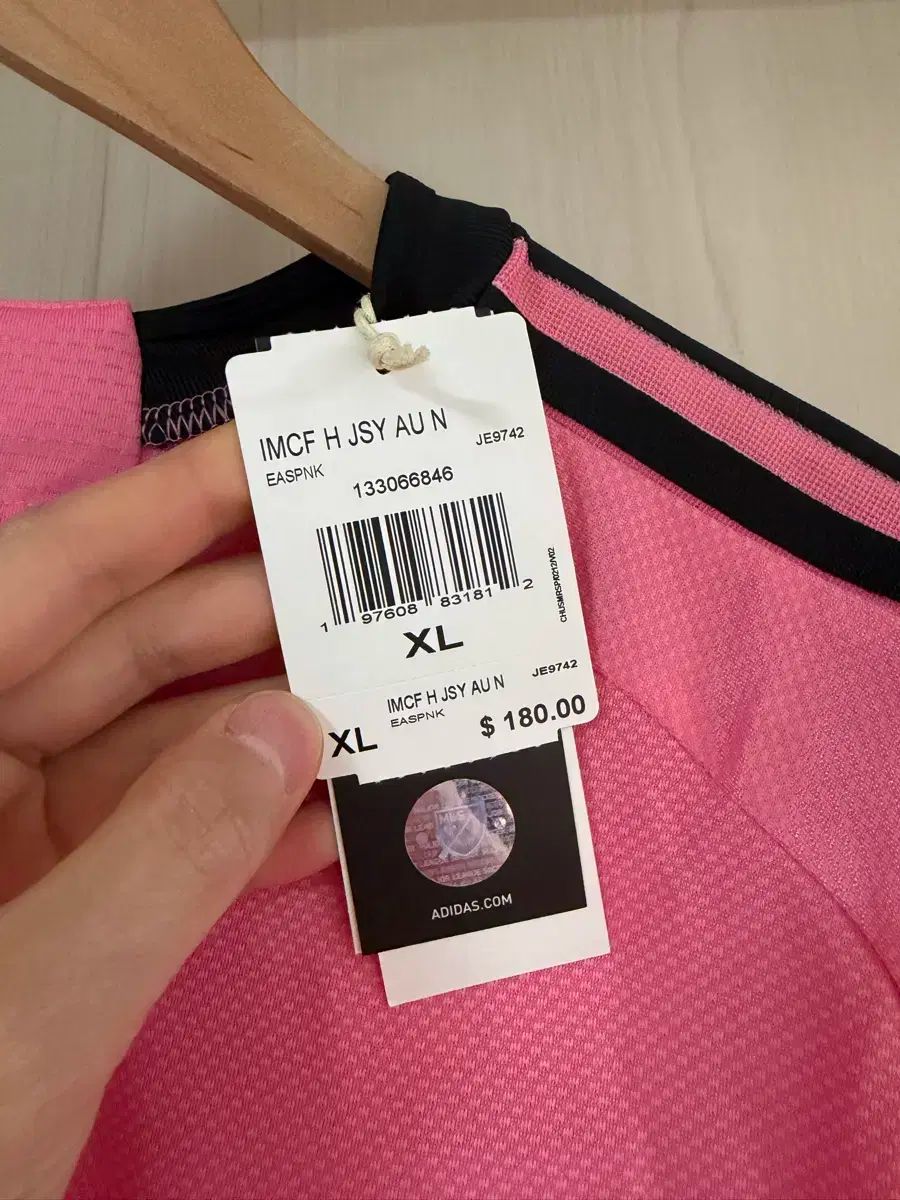 IMCF H JSY AU N
JE9742
EASPNK
133066846
1 97608 83181 2
XL
IMCF H JSY AU N
JE9742
EASPNK
XL
$ 180.00
MLS
ADIDAS.COM